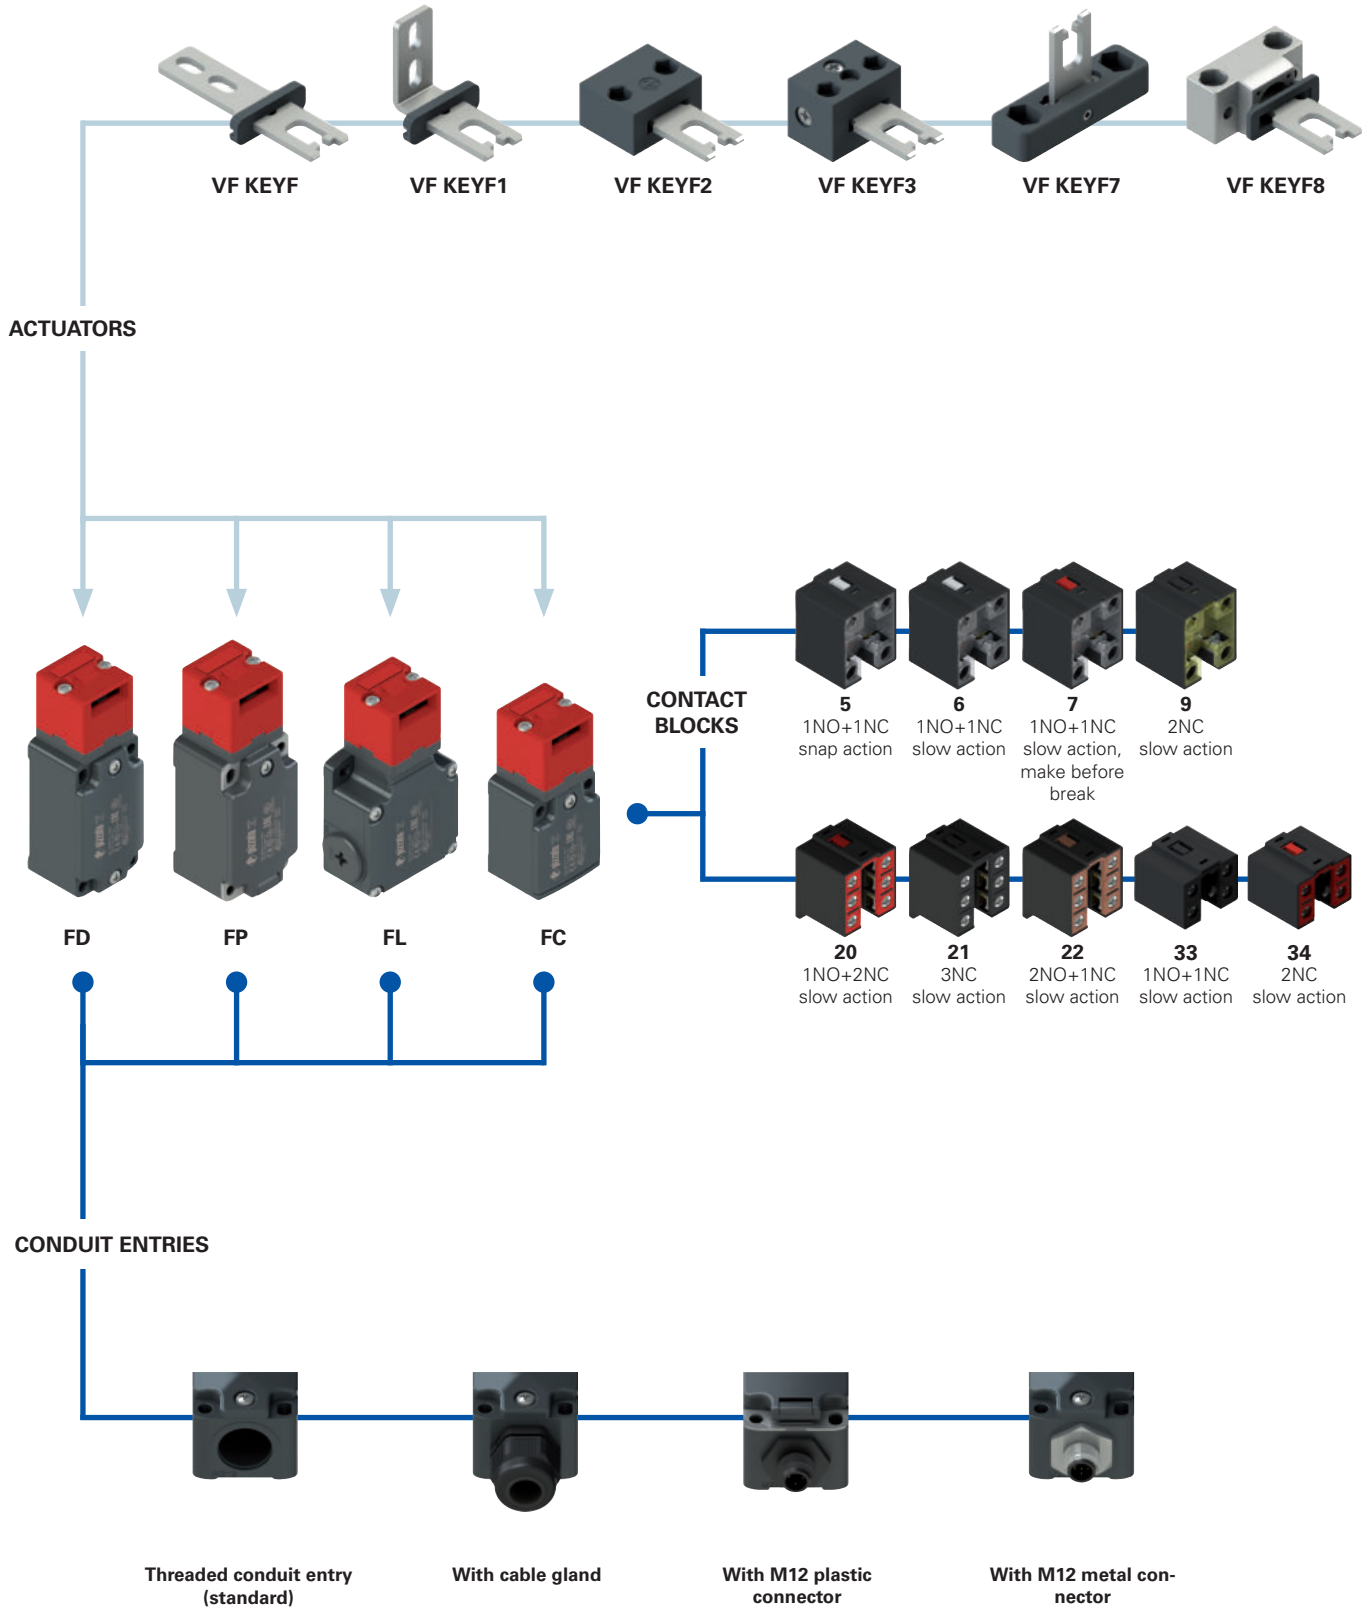 VF KEYF
VF KEYF1
VF KEYF2
VF KEYF3
VF KEYF7
VF KEYF8
ACTUATORS
CONTACT
BLOCKS
5
1NO+1NC
snap action
6
1NO+1NC
slow action
7
1NO+1NC
slow action,
make before
break
9
2NC
slow action
20
1NO+2NC
slow action
21
3NC
slow action
22
2NO+1NC
slow action
33
1NO+1NC
slow action
34
2NC
slow action
pizzato
pizzato
pizzato
pizzato
FD
FP
FL
FC
CONDUIT ENTRIES
Threaded conduit entry
(standard)
With cable gland
With M12 plastic
connector
With M12 metal con-
nector